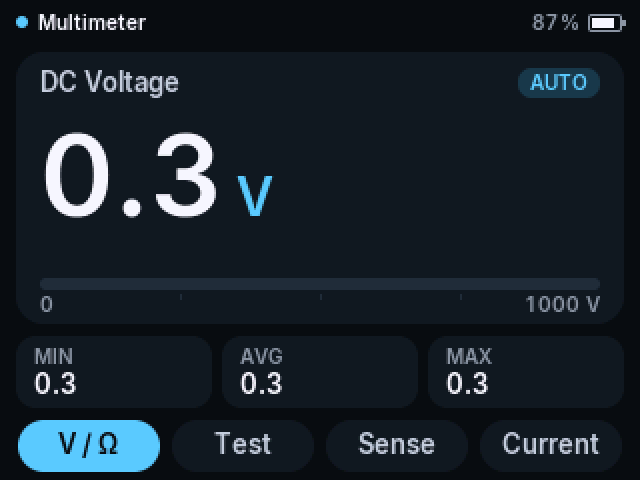 Multimeter 87%
DC Voltage AUTO
0.3 V
0 1000 V
MIN AVG MAX
0.3 0.3 0.3
V / Ω Test Sense Current